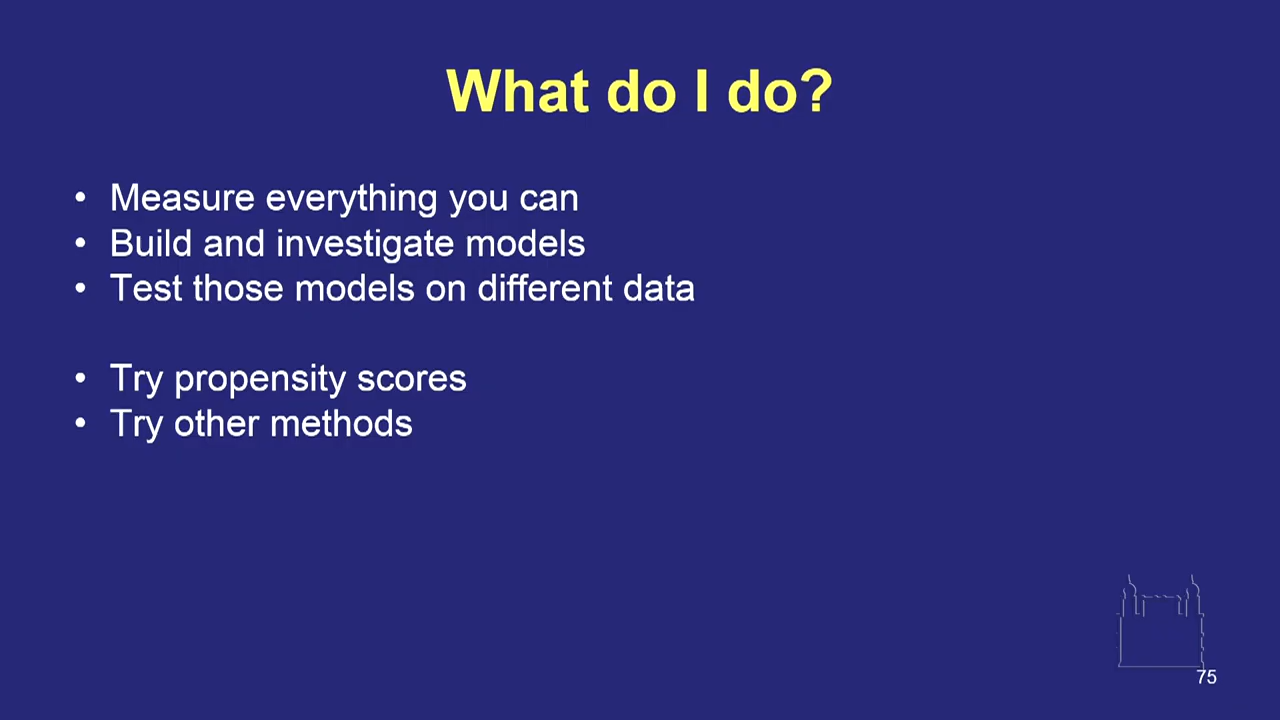 What do I do?
• Measure everything you can
• Build and investigate models
• Test those models on different data
• Try propensity scores
• Try other methods
75